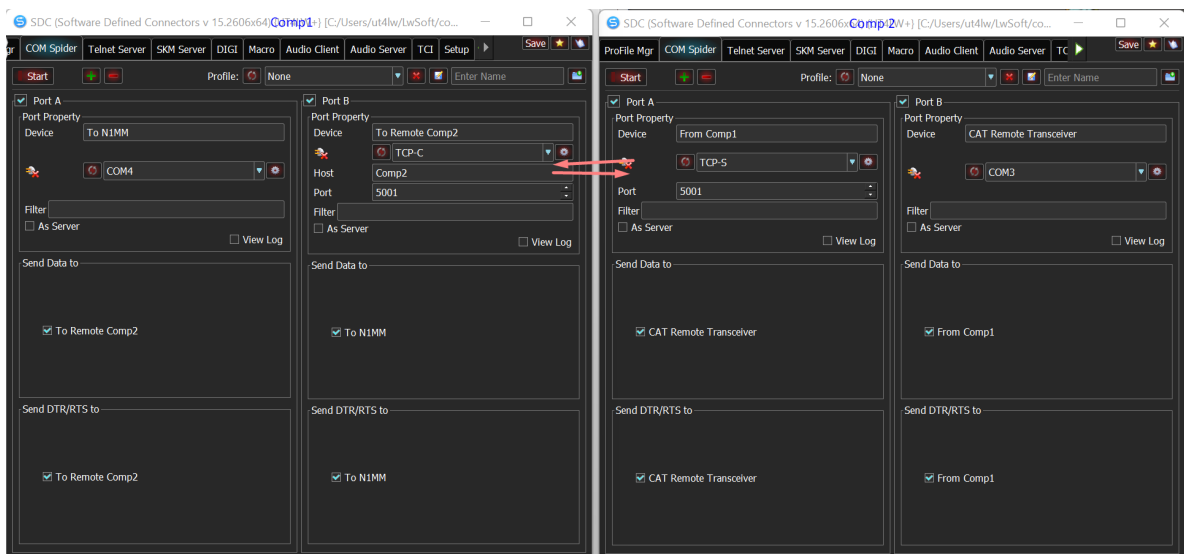 SDC (Software Defined Connectors v 15.2606x64) Comp1 +) [C:/Users/ut4lw/LwSoft/co...
gr COM Spider Telnet Server SKM Server DIGI Macro Audio Client Audio Server TCI Setup Save
Start Profile: None Enter Name
Port A
Port Property
Device To N1MM
COM4
Filter
As Server
View Log
Send Data to
To Remote Comp2
Send DTR/RTS to
To Remote Comp2
Port B
Port Property
Device To Remote Comp2
TCP-C
Host Comp2
Port 5001
Filter
As Server
View Log
Send Data to
To N1MM
Send DTR/RTS to
To N1MM
SDC (Software Defined Connectors v 15.2606x Comp 2 W+) [C:/Users/ut4lw/LwSoft/co...
ProFile Mgr COM Spider Telnet Server SKM Server DIGI Macro Audio Client Audio Server TC Save
Start Profile: None Enter Name
Port A
Port Property
Device From Comp1
TCP-S
Port 5001
Filter
As Server
View Log
Send Data to
CAT Remote Transceiver
Send DTR/RTS to
CAT Remote Transceiver
Port B
Port Property
Device CAT Remote Transceiver
COM3
Filter
As Server
View Log
Send Data to
From Comp1
Send DTR/RTS to
From Comp1